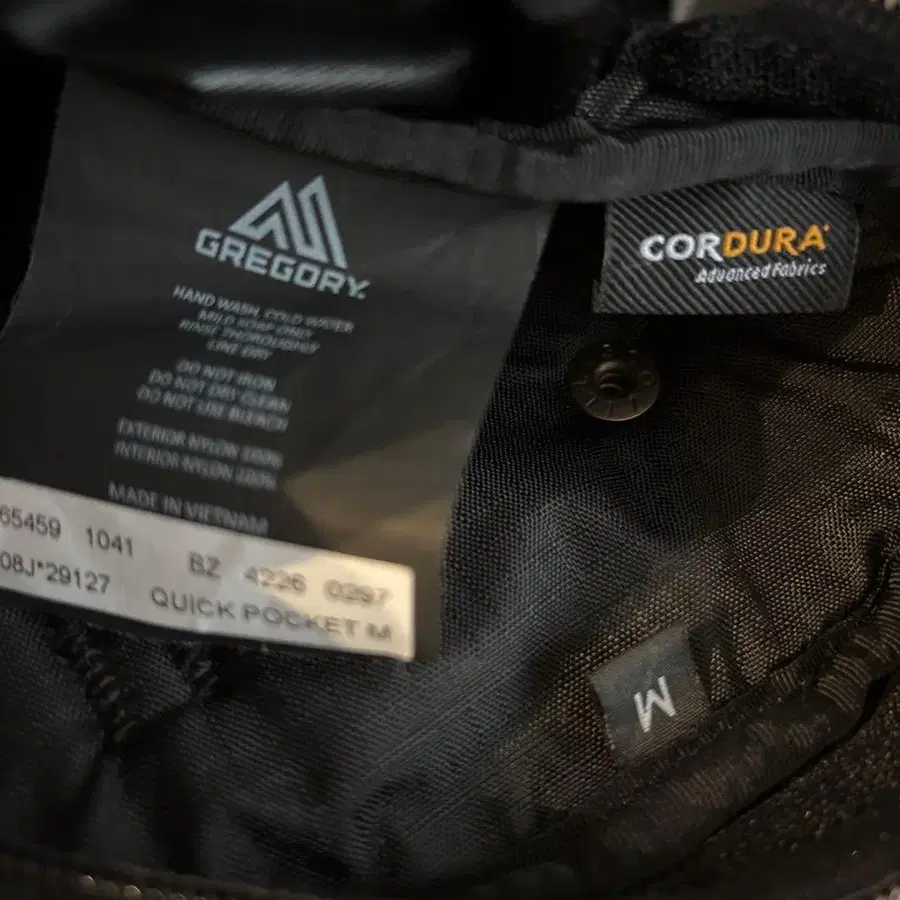 GREGORY.
HAND WASH, COLD WATER
MILD SOAP ONLY
RINSE THOROUGHLY
LINE DRY
DO NOT IRON
DO NOT DRY CLEAN
DO NOT USE BLEACH
EXTERIOR NYLON 100%
INTERIOR NYLON 100%
MADE IN VIETNAM
65459 1041 BZ 4226 0297
08J*29127 QUICK POCKET M
CORDURA
Advanced Fabrics
M